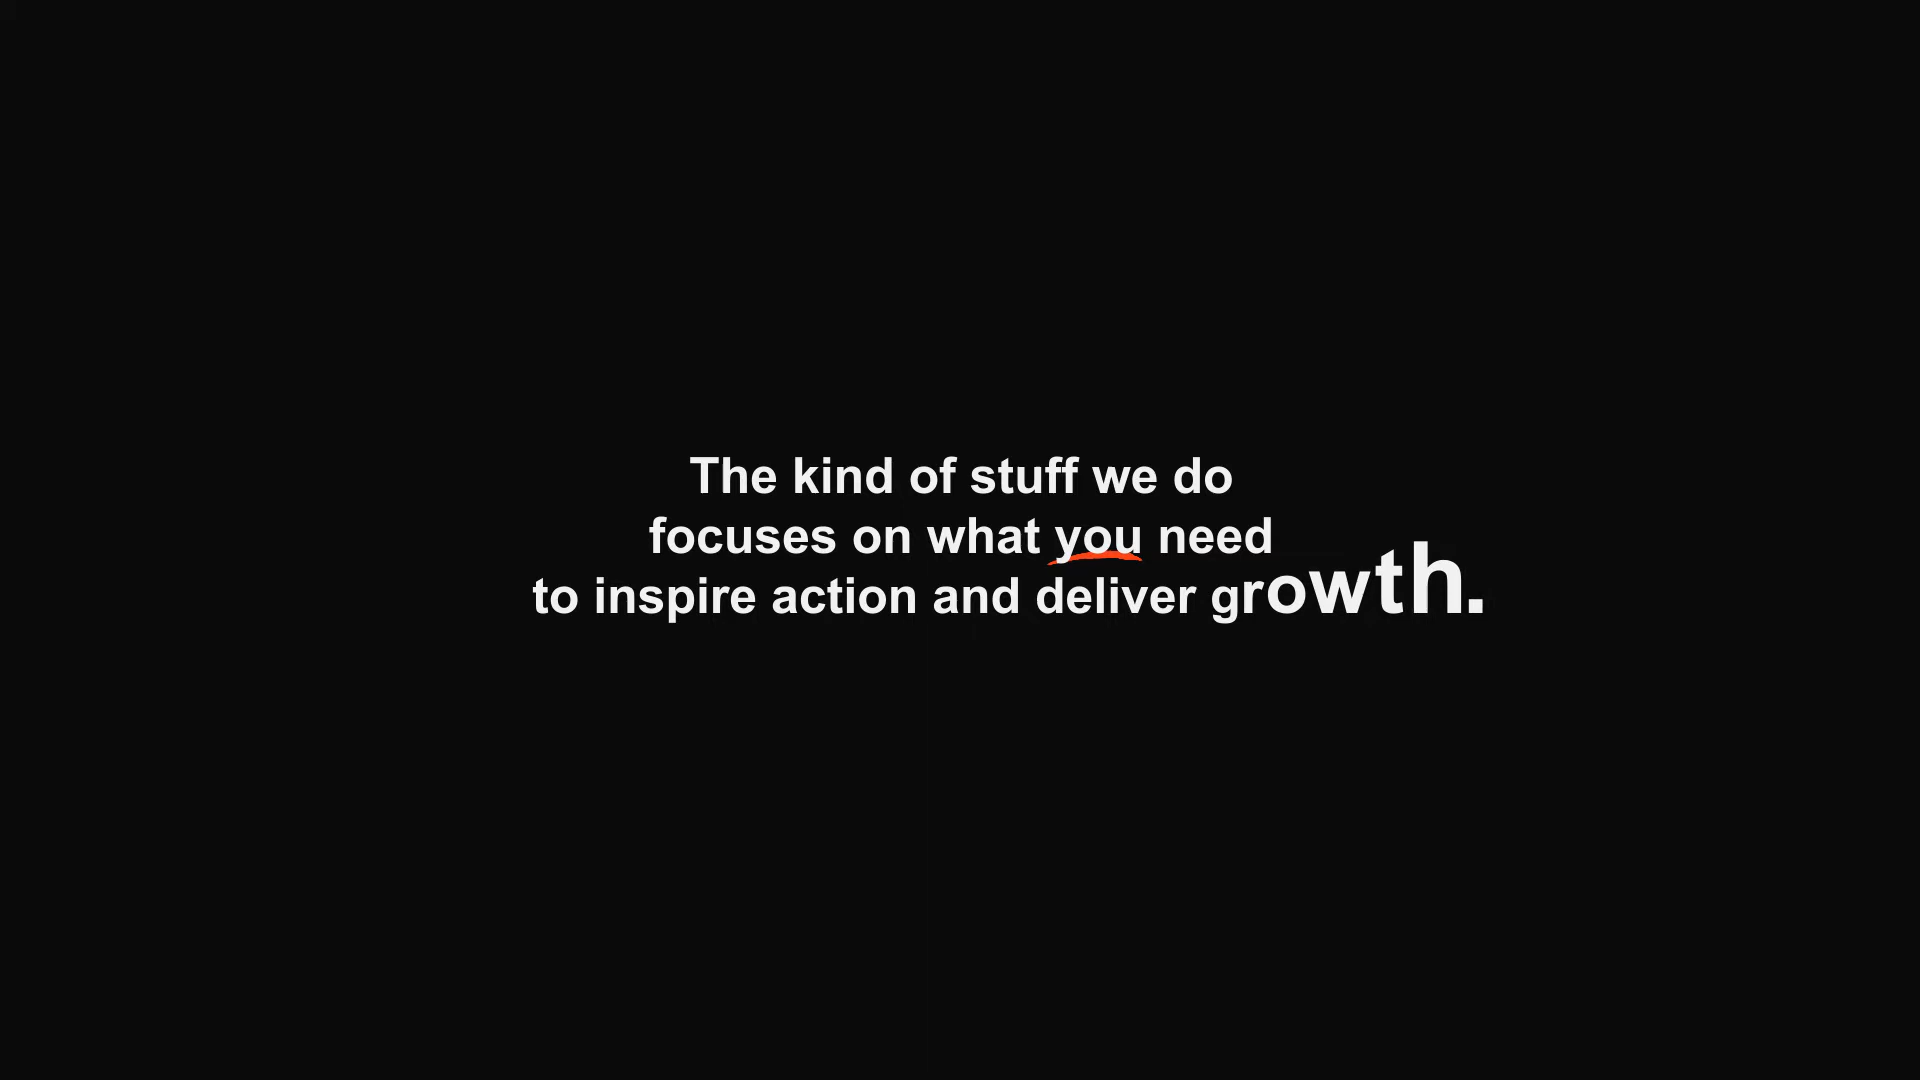 The kind of stuff we do
focuses on what you need
to inspire action and deliver growth.